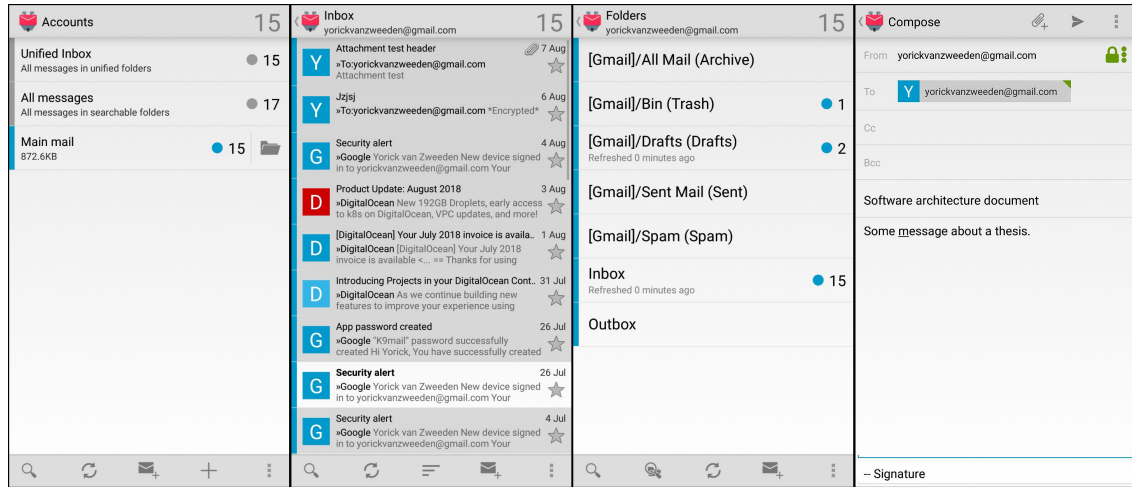 Accounts 15
Unified Inbox
All messages in unified folders
15
All messages
All messages in searchable folders
17
Main mail
872.6KB
15
Inbox
yorickvanzweeden@gmail.com
15
Y
Attachment test header 7 Aug
»To:yorickvanzweeden@gmail.com
Attachment test
Y
Jzjsj 6 Aug
»To:yorickvanzweeden@gmail.com *Encrypted*
G
Security alert 4 Aug
»Google Yorick van Zweeden New device signed
in to yorickvanzweeden@gmail.com Your
D
Product Update: August 2018 3 Aug
»DigitalOcean New 192GB Droplets, early access
to k8s on DigitalOcean, VPC updates, and more!
D
[DigitalOcean] Your July 2018 invoice is availa.. 1 Aug
»DigitalOcean [DigitalOcean] Your July 2018
invoice is available <... == Thanks for using
D
Introducing Projects in your DigitalOcean Cont.. 31 Jul
»DigitalOcean As we continue building new
features to improve your experience using
G
App password created 26 Jul
»Google "K9mail" password successfully
created Hi Yorick, You have successfully created
G
Security alert 26 Jul
»Google Yorick van Zweeden New device signed
in to yorickvanzweeden@gmail.com Your
G
Security alert 4 Jul
»Google Yorick van Zweeden New device signed
in to yorickvanzweeden@gmail.com Your
Folders
yorickvanzweeden@gmail.com
15
[Gmail]/All Mail (Archive)
[Gmail]/Bin (Trash) 1
[Gmail]/Drafts (Drafts)
Refreshed 0 minutes ago
2
[Gmail]/Sent Mail (Sent)
[Gmail]/Spam (Spam)
Inbox
Refreshed 0 minutes ago
15
Outbox
Compose
From yorickvanzweeden@gmail.com
To Y yorickvanzweeden@gmail.com
Cc
Bcc
Software architecture document
Some message about a thesis.
-- Signature